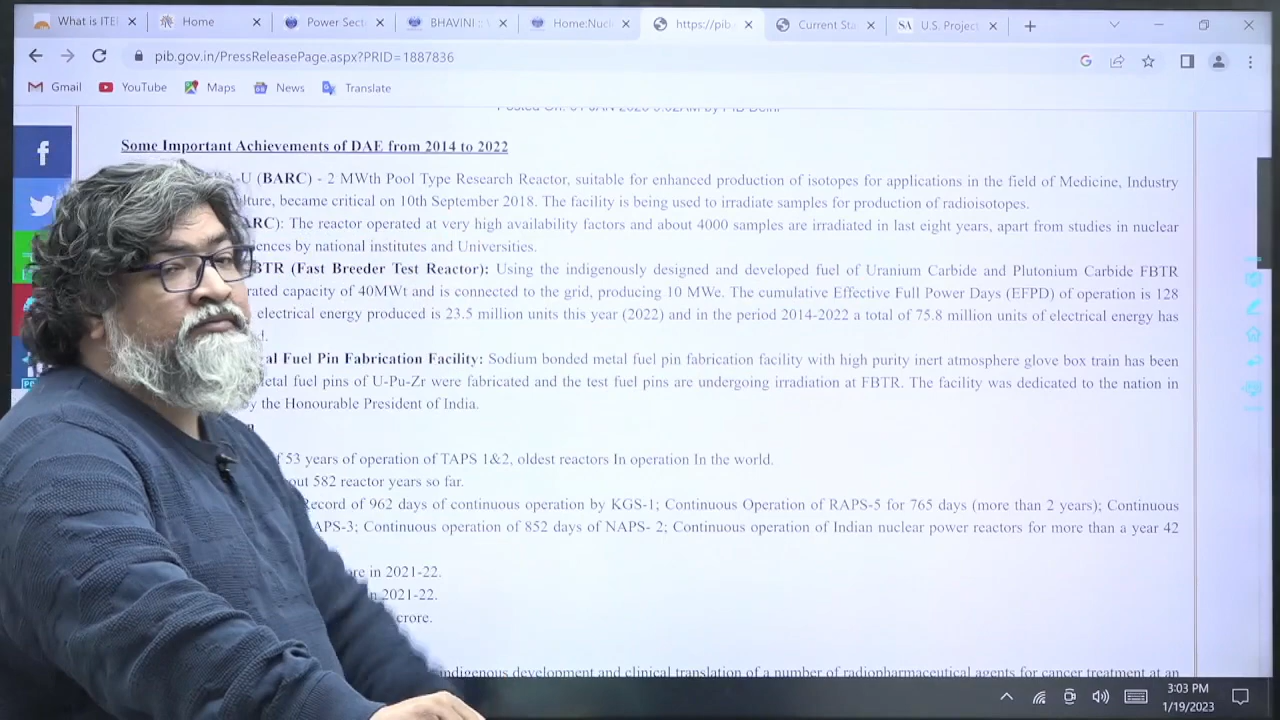 What is ITE
Home
Power Sect
BHAVINI ::
Home:Nucl
https://pib.
Current Sta
SA U.S. Project
pib.gov.in/PressReleasePage.aspx?PRID=1887836
Gmail YouTube Maps News Translate
Some Important Achievements of DAE from 2014 to 2022
-U (BARC) - 2 MWth Pool Type Research Reactor, suitable for enhanced production of isotopes for applications in the field of Medicine, Industry
lture, became critical on 10th September 2018. The facility is being used to irradiate samples for production of radioisotopes.
ARC): The reactor operated at very high availability factors and about 4000 samples are irradiated in last eight years, apart from studies in nuclear
iences by national institutes and Universities.
BTR (Fast Breeder Test Reactor): Using the indigenously designed and developed fuel of Uranium Carbide and Plutonium Carbide FBTR
rated capacity of 40MWt and is connected to the grid, producing 10 MWe. The cumulative Effective Full Power Days (EFPD) of operation is 128
electrical energy produced is 23.5 million units this year (2022) and in the period 2014-2022 a total of 75.8 million units of electrical energy has
d.
al Fuel Pin Fabrication Facility: Sodium bonded metal fuel pin fabrication facility with high purity inert atmosphere glove box train has been
etal fuel pins of U-Pu-Zr were fabricated and the test fuel pins are undergoing irradiation at FBTR. The facility was dedicated to the nation in
by the Honourable President of India.
n
f 53 years of operation of TAPS 1&2, oldest reactors In operation In the world.
out 582 reactor years so far.
Record of 962 days of continuous operation by KGS-1; Continuous Operation of RAPS-5 for 765 days (more than 2 years); Continuous
APS-3; Continuous operation of 852 days of NAPS- 2; Continuous operation of Indian nuclear power reactors for more than a year 42
ore in 2021-22.
n 2021-22.
crore.
indigenous development and clinical translation of a number of radiopharmaceutical agents for cancer treatment at an
3:03 PM
1/19/2023